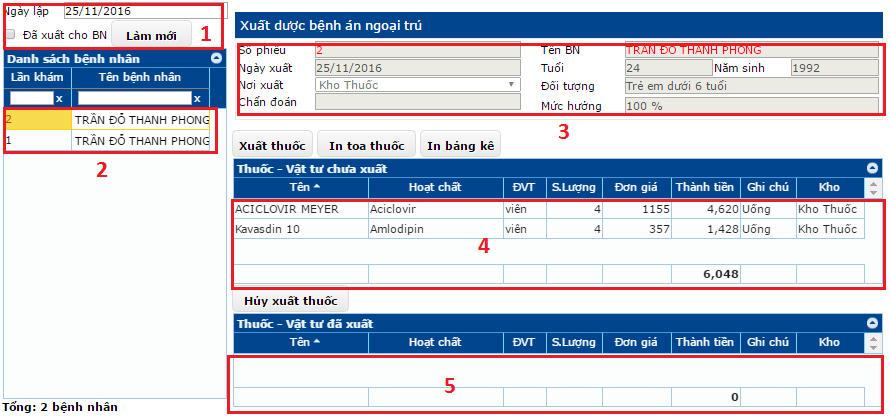 Ngày lập 25/11/2016
Đã xuất cho BN Làm mới 1
Danh sách bệnh nhân
Lần khám Tên bệnh nhân
x x
2 TRẦN ĐỖ THANH PHONG
1 TRẦN ĐỖ THANH PHONG
2
Tổng: 2 bệnh nhân
Xuất dược bệnh án ngoại trú
Số phiếu 2 Tên BN TRẦN ĐỖ THANH PHONG
Ngày xuất 25/11/2016 Tuổi 24 Năm sinh 1992
Nơi xuất Kho Thuốc Đối tượng Trẻ em dưới 6 tuổi
Chẩn đoán Mức hưởng 100 %
3
Xuất thuốc In toa thuốc In bảng kê
Thuốc - Vật tư chưa xuất
Tên Hoạt chất ĐVT S.Lượng Đơn giá Thành tiền Ghi chú Kho
ACICLOVIR MEYER Aciclovir viên 4 1155 4,620 Uống Kho Thuốc
Kavasdin 10 Amlodipin viên 4 357 1,428 Uống Kho Thuốc
4
6,048
Hủy xuất thuốc
Thuốc - Vật tư đã xuất
Tên Hoạt chất ĐVT S.Lượng Đơn giá Thành tiền Ghi chú Kho
5
0